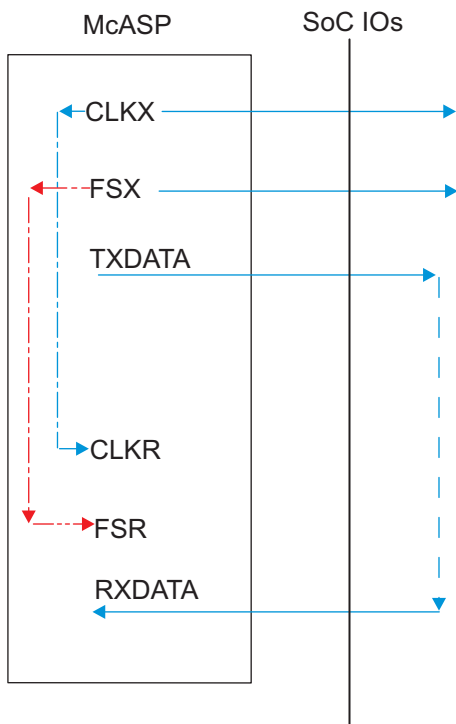 McASP
SoC IOs
CLKX
FSX
TXDATA
CLKR
FSR
RXDATA